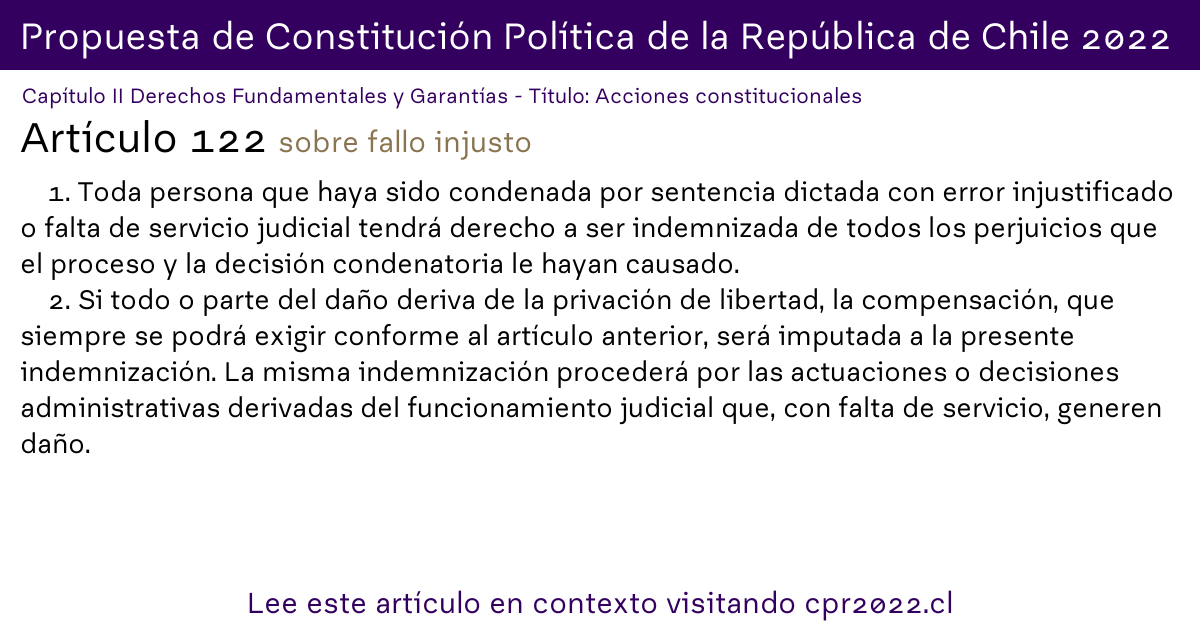 Propuesta de Constitución Política de la República de Chile 2022
Capítulo II Derechos Fundamentales y Garantías - Título: Acciones constitucionales
Artículo 122 sobre fallo injusto
1. Toda persona que haya sido condenada por sentencia dictada con error injustificado
o falta de servicio judicial tendrá derecho a ser indemnizada de todos los perjuicios que
el proceso y la decisión condenatoria le hayan causado.
2. Si todo o parte del daño deriva de la privación de libertad, la compensación, que
siempre se podrá exigir conforme al artículo anterior, será imputada a la presente
indemnización. La misma indemnización procederá por las actuaciones o decisiones
administrativas derivadas del funcionamiento judicial que, con falta de servicio, generen
daño.
Lee este artículo en contexto visitando cpr2022.cl